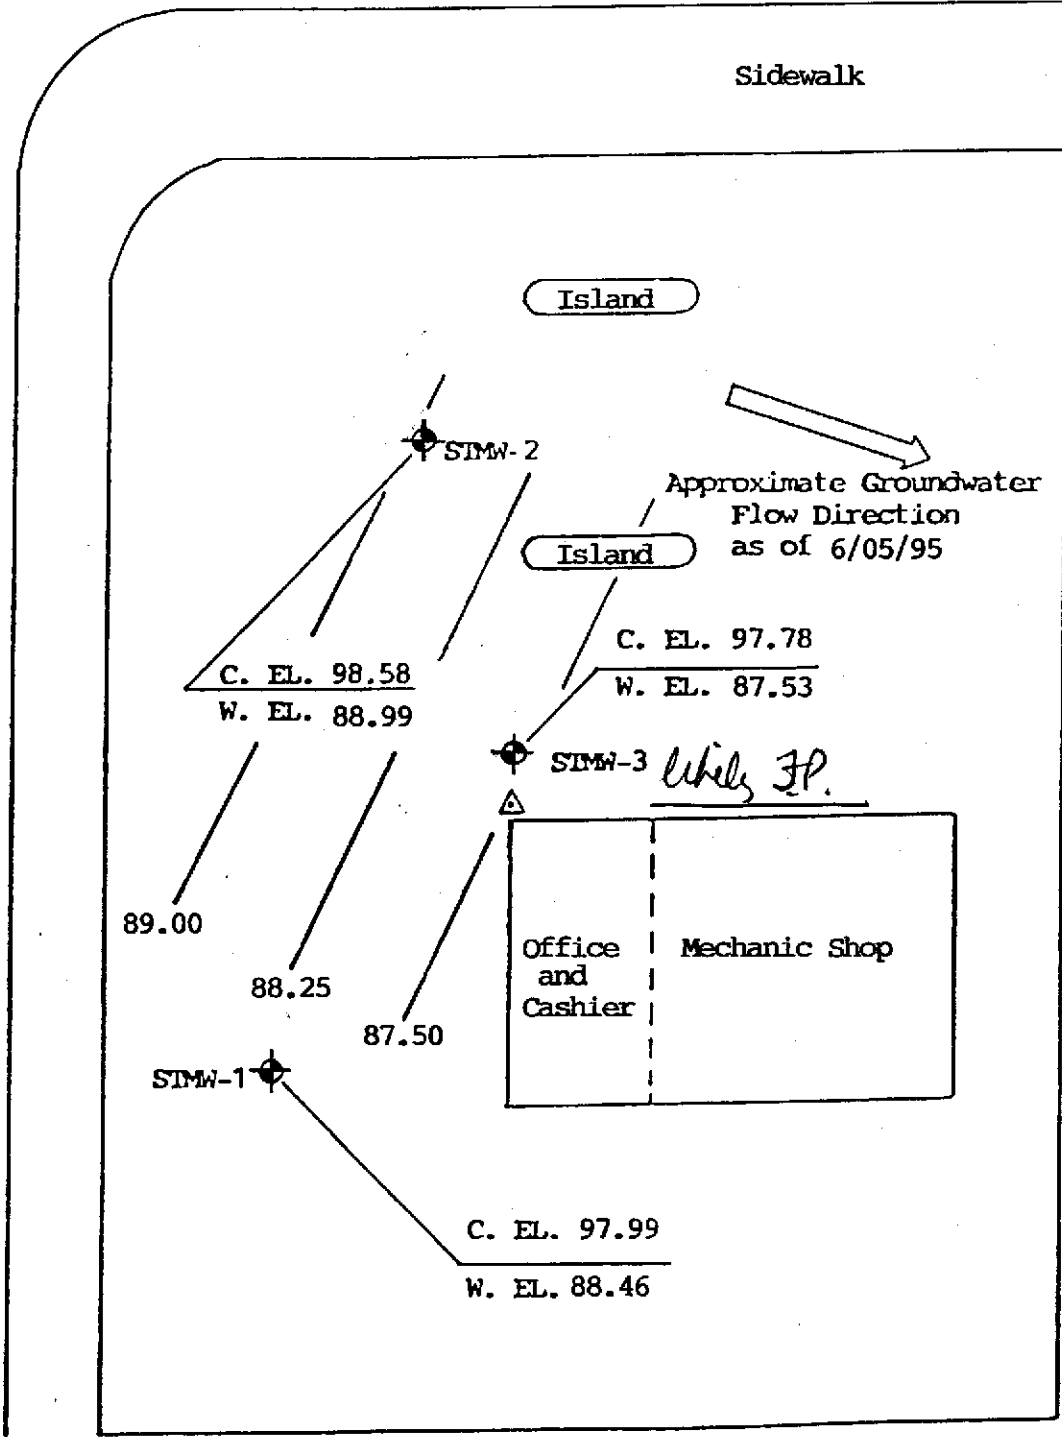 Sidewalk
Island
STMW-2
Approximate Groundwater
Flow Direction
as of 6/05/95
Island
C. EL. 97.78
W. EL. 87.53
C. EL. 98.58
W. EL. 88.99
STMW-3
89.00
88.25
87.50
Office
and
Cashier
Mechanic Shop
STMW-1
C. EL. 97.99
W. EL. 88.46